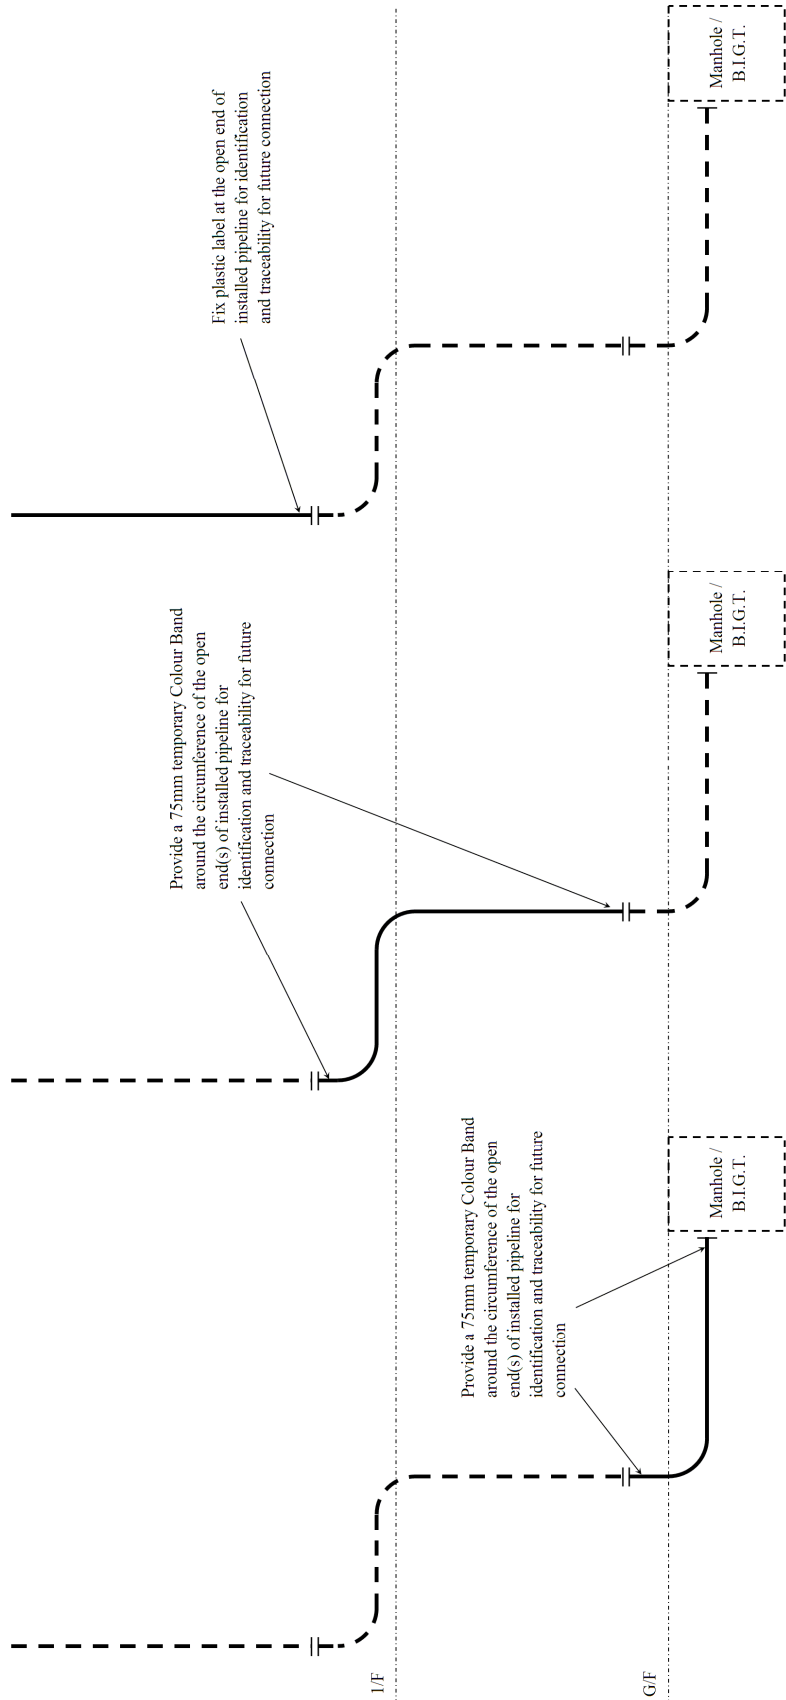 Fix plastic label at the open end of
installed pipeline for identification
and traceability for future connection
Manhole /
B.I.G.T.
Provide a 75mm temporary Colour Band
around the circumference of the open
end(s) of installed pipeline for
identification and traceability for future
connection
Manhole /
B.I.G.T.
Provide a 75mm temporary Colour Band
around the circumference of the open
end(s) of installed pipeline for
identification and traceability for future
connection
Manhole /
B.I.G.T.
1/F
G/F